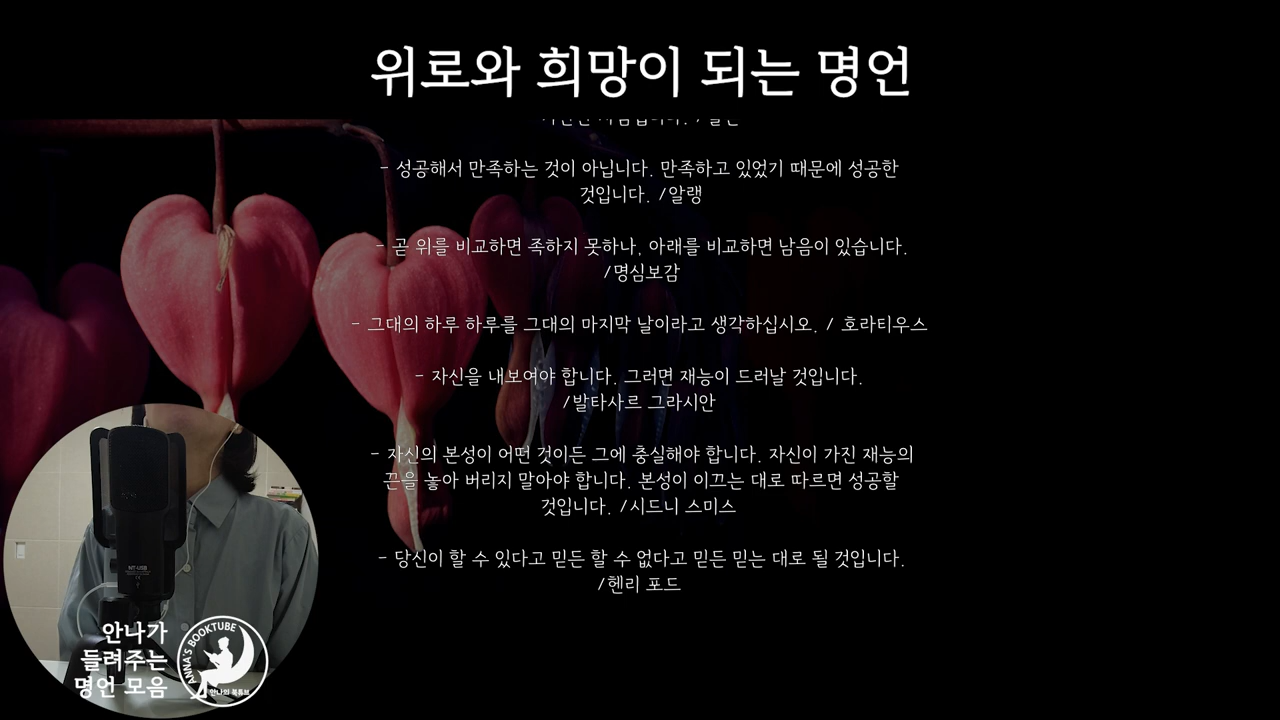 위로와 희망이 되는 명언
- 성공해서 만족하는 것이 아닙니다. 만족하고 있었기 때문에 성공한
것입니다. /알랭
- 곧 위를 비교하면 족하지 못하나, 아래를 비교하면 남음이 있습니다.
/명심보감
- 그대의 하루 하루를 그대의 마지막 날이라고 생각하십시오. / 호라티우스
- 자신을 내보여야 합니다. 그러면 재능이 드러날 것입니다.
/발타사르 그라시안
- 자신의 본성이 어떤 것이든 그에 충실해야 합니다. 자신이 가진 재능의
끈을 놓아 버리지 말아야 합니다. 본성이 이끄는 대로 따르면 성공할
것입니다. /시드니 스미스
- 당신이 할 수 있다고 믿든 할 수 없다고 믿든 믿는 대로 될 것입니다.
/헨리 포드
NT-USB
안나가
들려주는
명언 모음
ANNA'S BOOKTUBE
안나의 북튜브